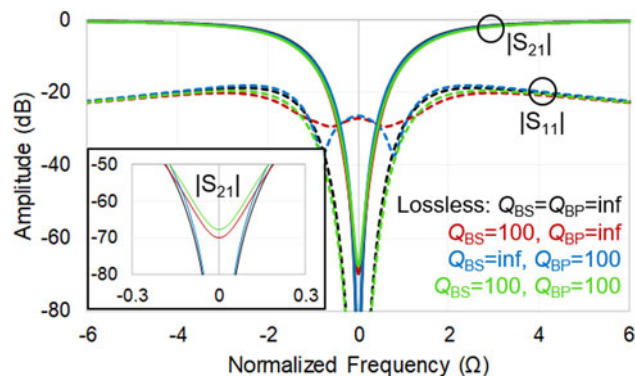 0
-20
-40
-60
-80
Amplitude (dB)
|S21|
|S11|
|S21|
-50
-60
-70
-80
-0.3
0
0.3
Lossless: QBS=QBP=inf
QBS=100, QBP=inf
QBS=inf, QBP=100
QBS=100, QBP=100
-6
-4
-2
0
2
4
6
Normalized Frequency (Ω)